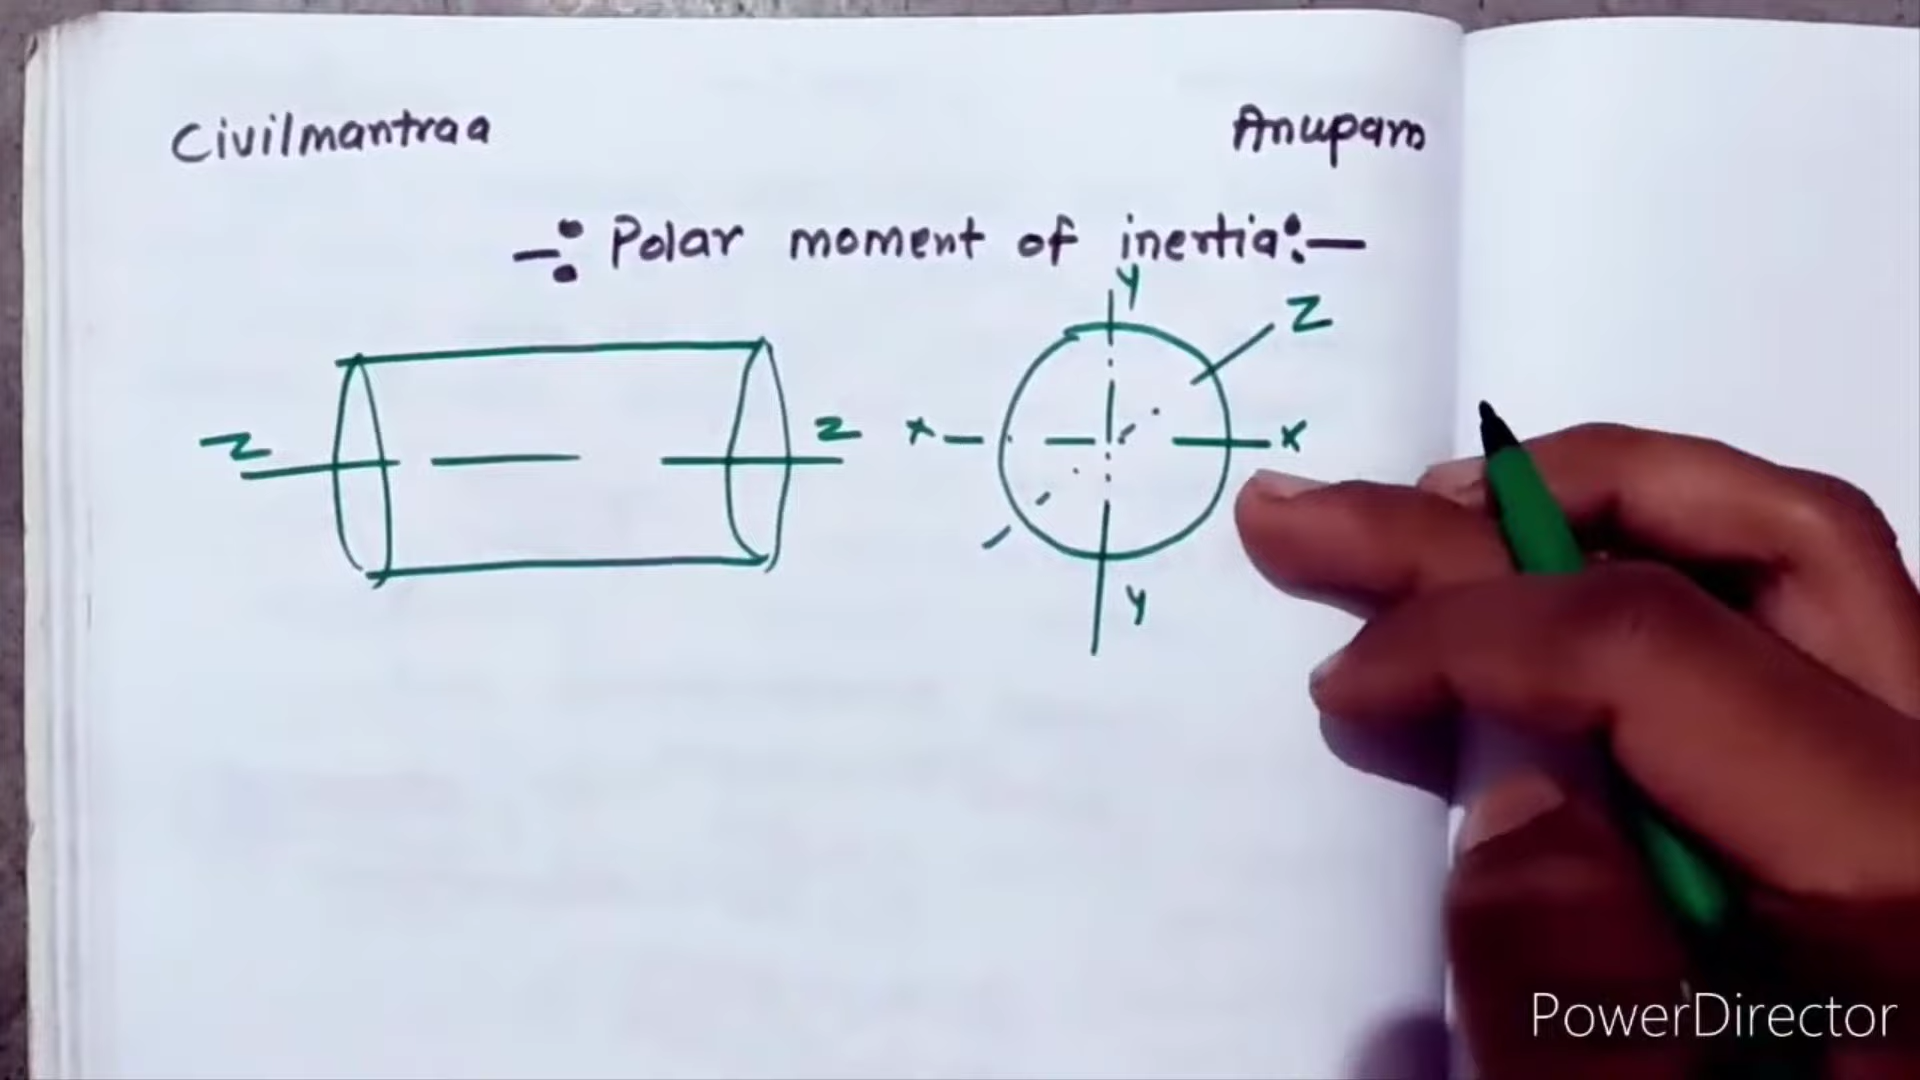 Civilmantraa
Anupam
-: Polar moment of inertia:-
y
Z
Z
Z
x
x
y
PowerDirector